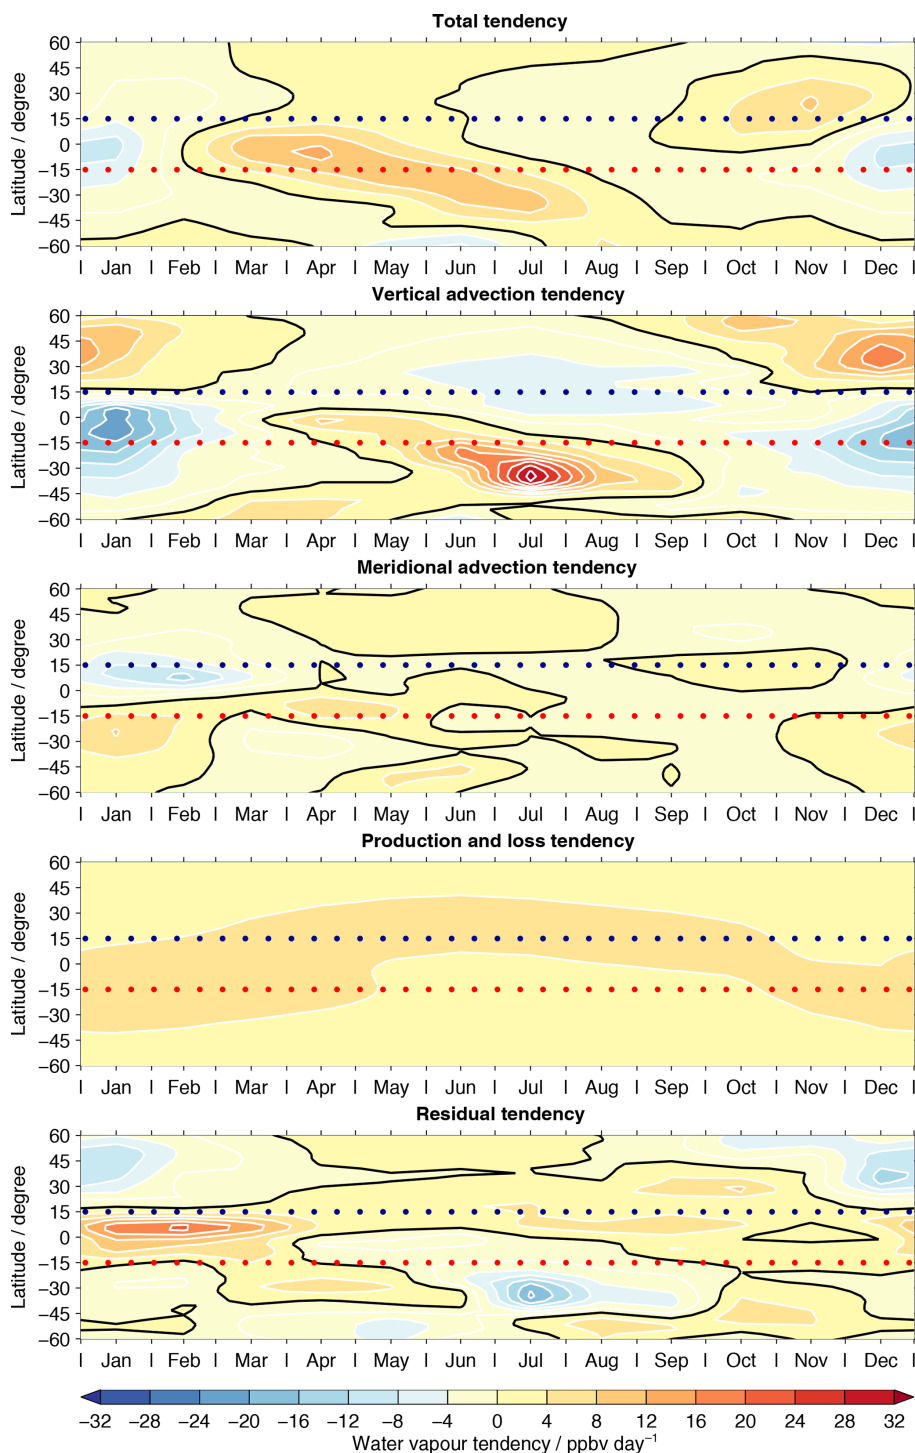 Total tendency
60
45
30
15
0
−15
−30
−45
−60
Latitude / degree
I Jan I Feb I Mar I Apr I May I Jun I Jul I Aug I Sep I Oct I Nov I Dec I
Vertical advection tendency
60
45
30
15
0
−15
−30
−45
−60
Latitude / degree
I Jan I Feb I Mar I Apr I May I Jun I Jul I Aug I Sep I Oct I Nov I Dec I
Meridional advection tendency
60
45
30
15
0
−15
−30
−45
−60
Latitude / degree
I Jan I Feb I Mar I Apr I May I Jun I Jul I Aug I Sep I Oct I Nov I Dec I
Production and loss tendency
60
45
30
15
0
−15
−30
−45
−60
Latitude / degree
I Jan I Feb I Mar I Apr I May I Jun I Jul I Aug I Sep I Oct I Nov I Dec I
Residual tendency
60
45
30
15
0
−15
−30
−45
−60
Latitude / degree
I Jan I Feb I Mar I Apr I May I Jun I Jul I Aug I Sep I Oct I Nov I Dec I
−32 −28 −24 −20 −16 −12 −8 −4 0 4 8 12 16 20 24 28 32
Water vapour tendency / ppbv day⁻¹